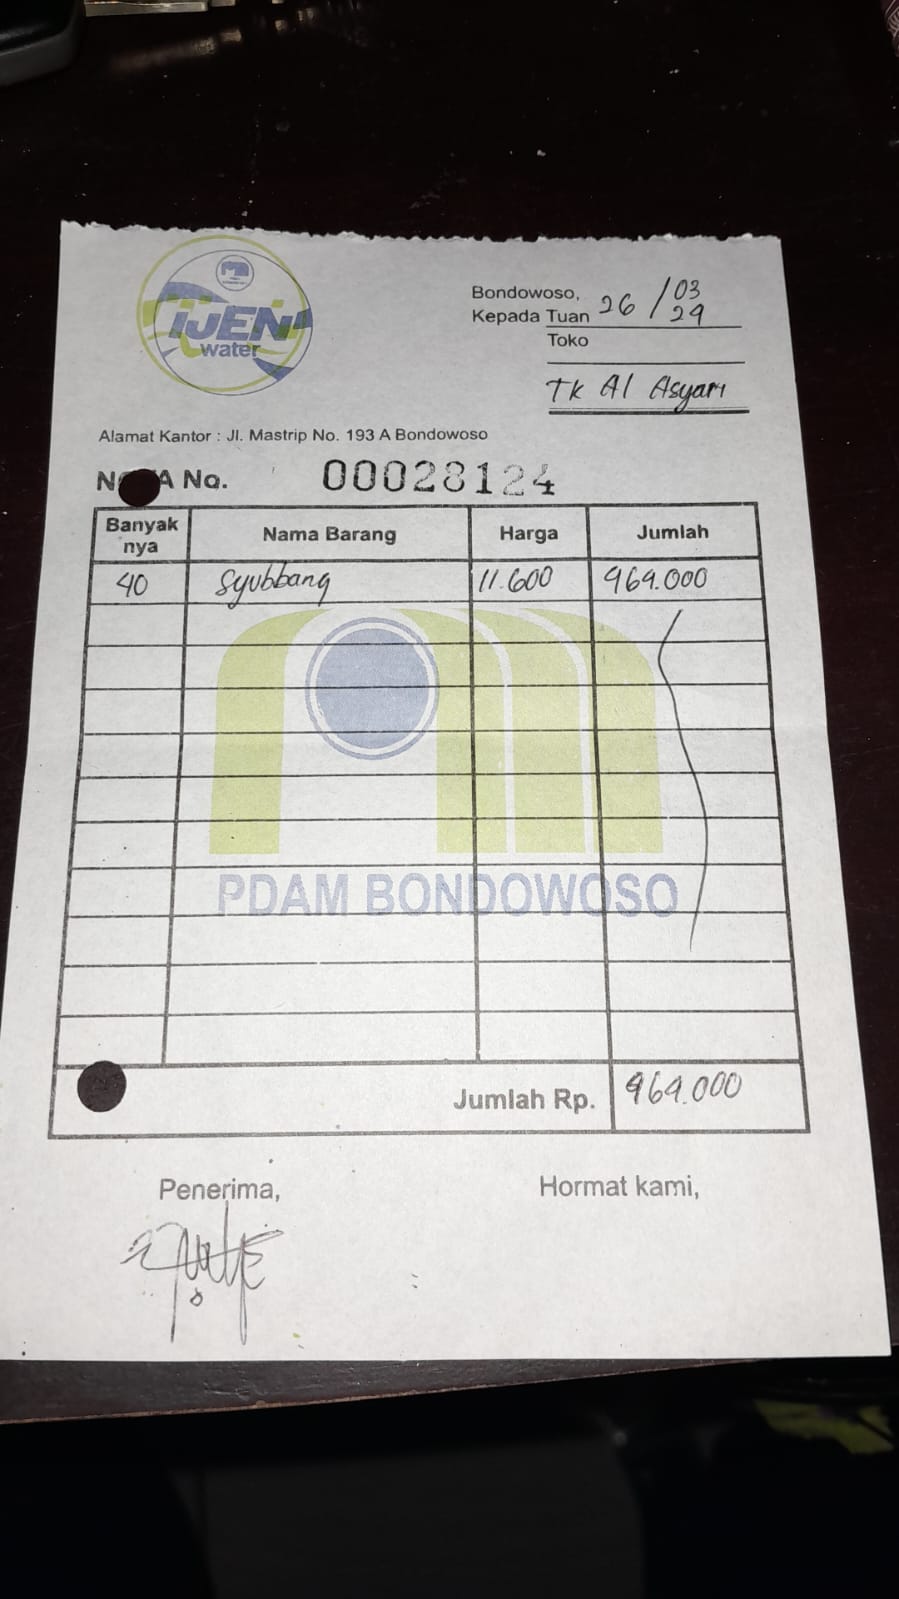 IJEN
water
Bondowoso, 26/03
24
Kepada Tuan
Toko
TK Al Asyari
Alamat Kantor : Jl. Mastrip No. 193 A Bondowoso
No.
00028124
Banyak nya Nama Barang Harga Jumlah
40 Syubbang 11.600 464.000
PDAM BONDOWOSO
Jumlah Rp. 464.000
Penerima, Hormat kami,